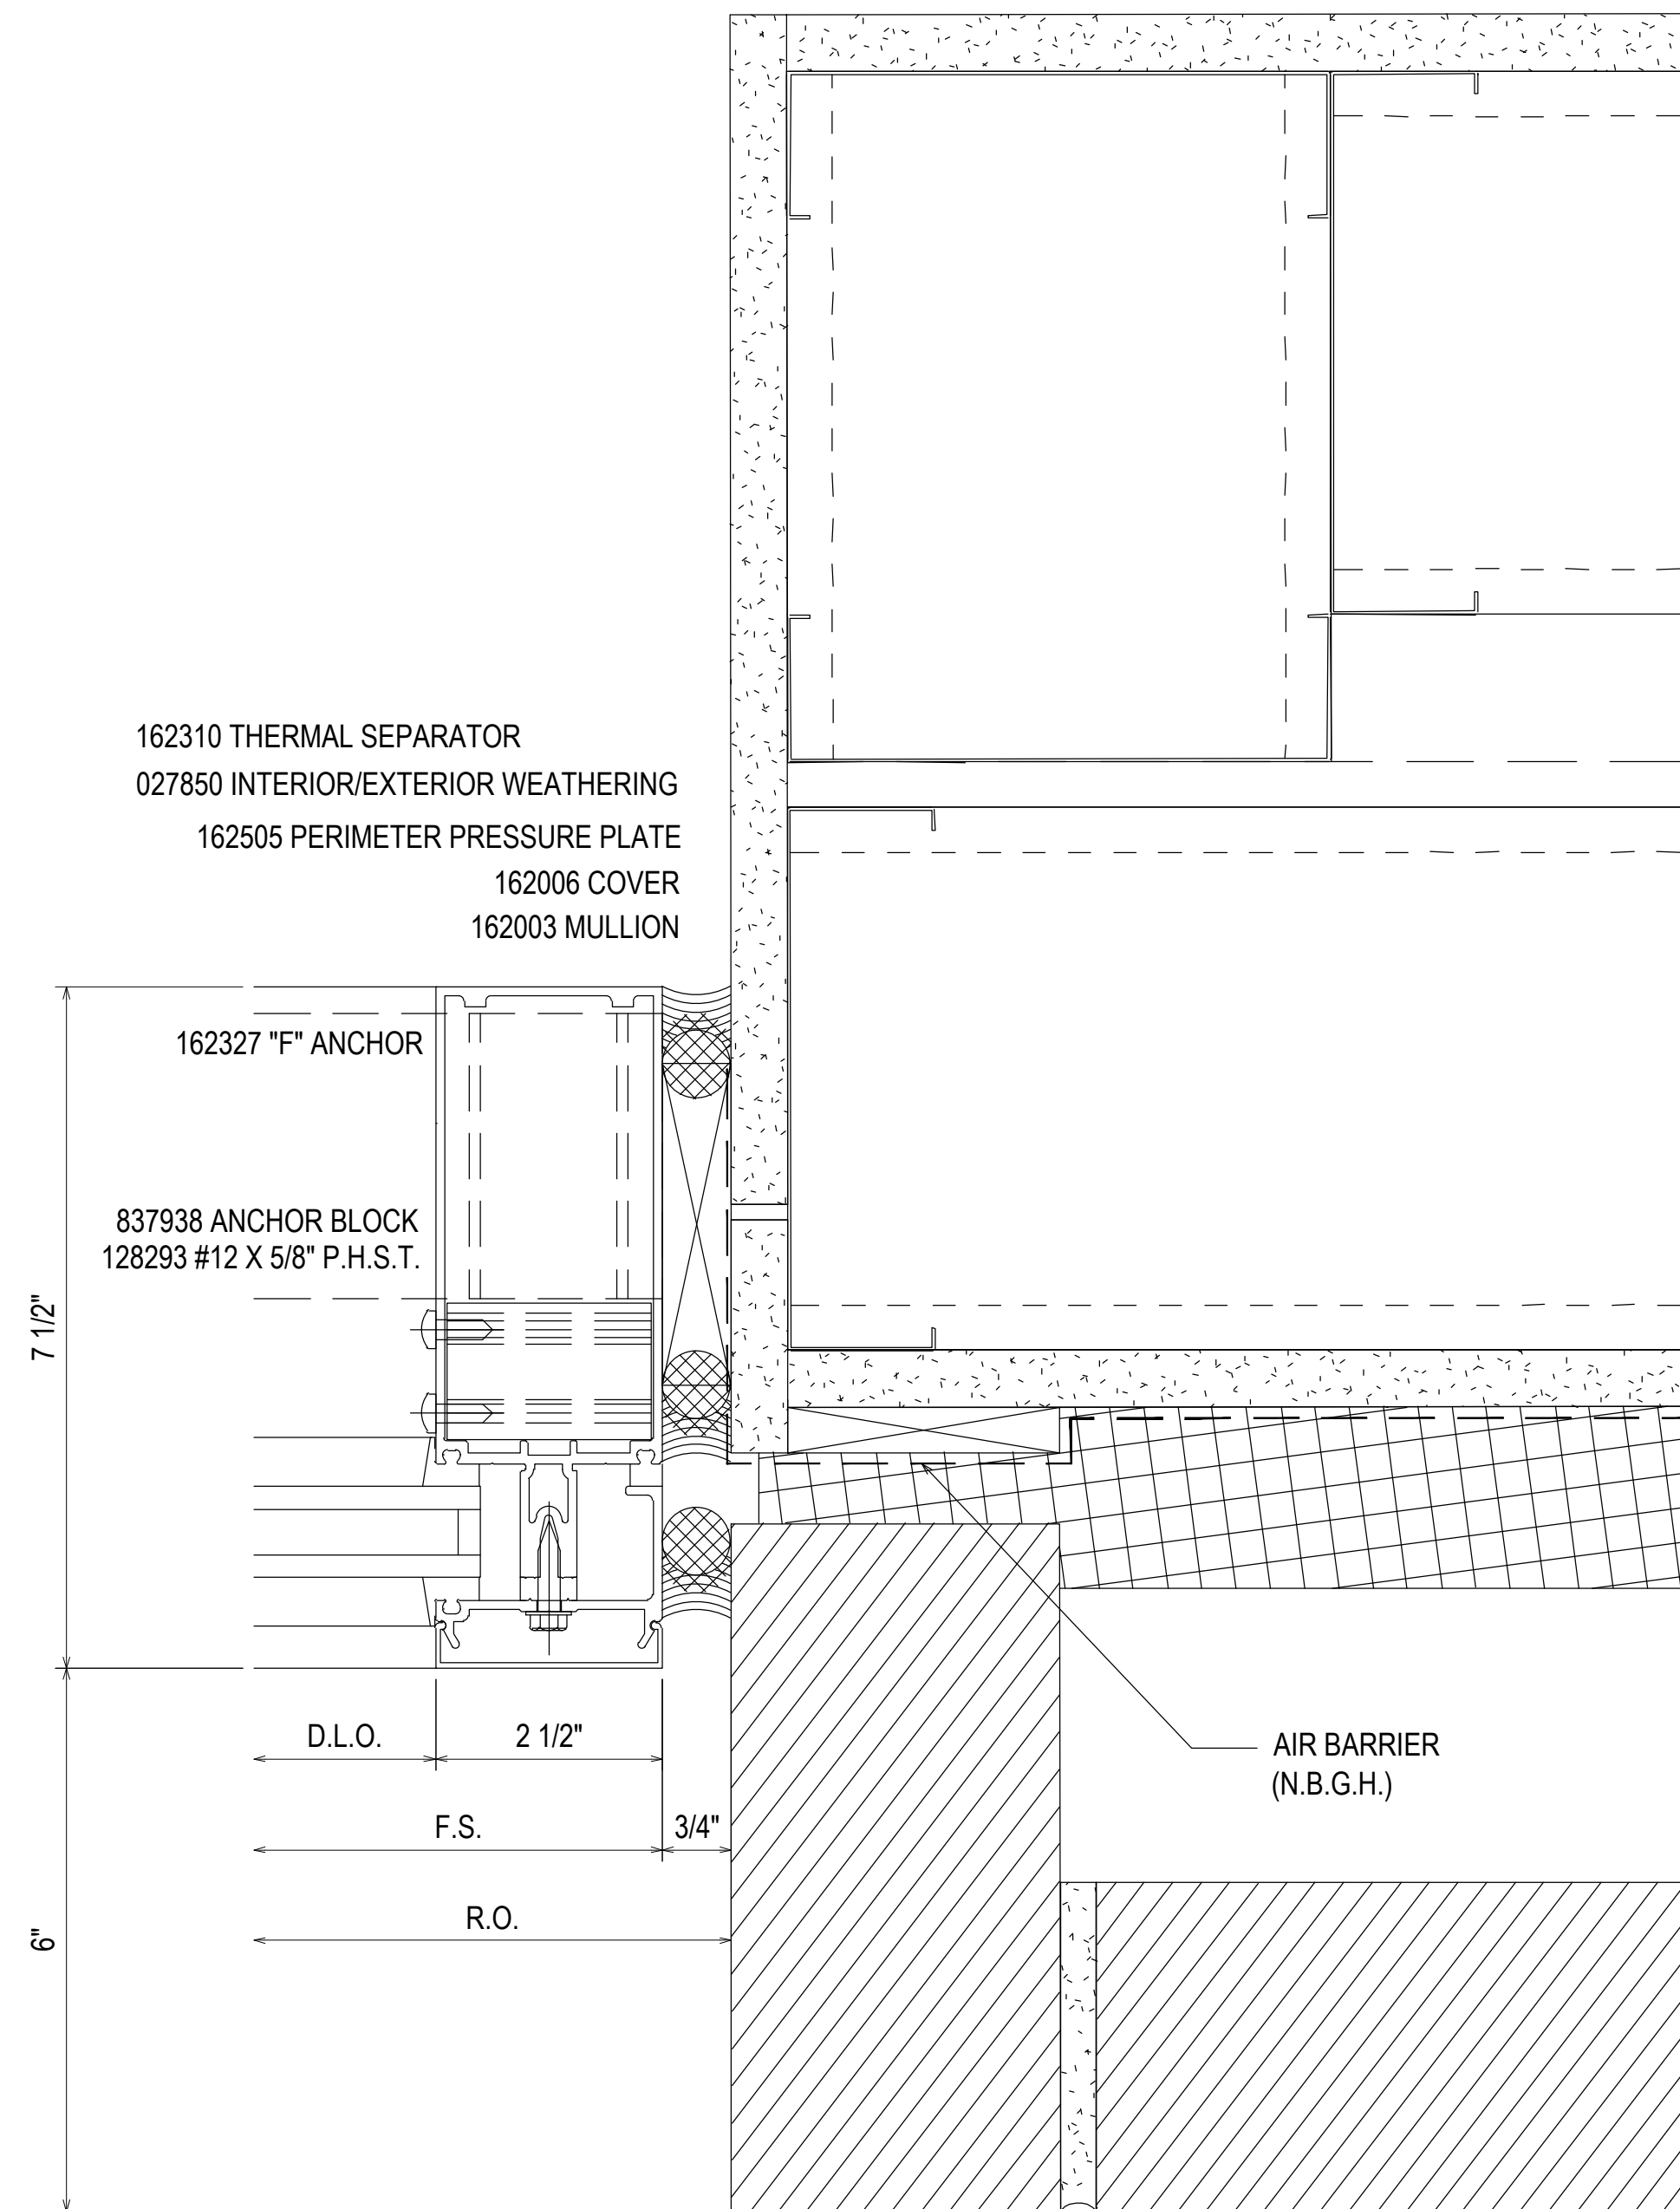 162310 THERMAL SEPARATOR
027850 INTERIOR/EXTERIOR WEATHERING
162505 PERIMETER PRESSURE PLATE
162006 COVER
162003 MULLION
162327 "F" ANCHOR
837938 ANCHOR BLOCK
128293 #12 X 5/8" P.H.S.T.
7 1/2"
D.L.O.
2 1/2"
AIR BARRIER
(N.B.G.H.)
F.S.
3/4"
R.O.
6"